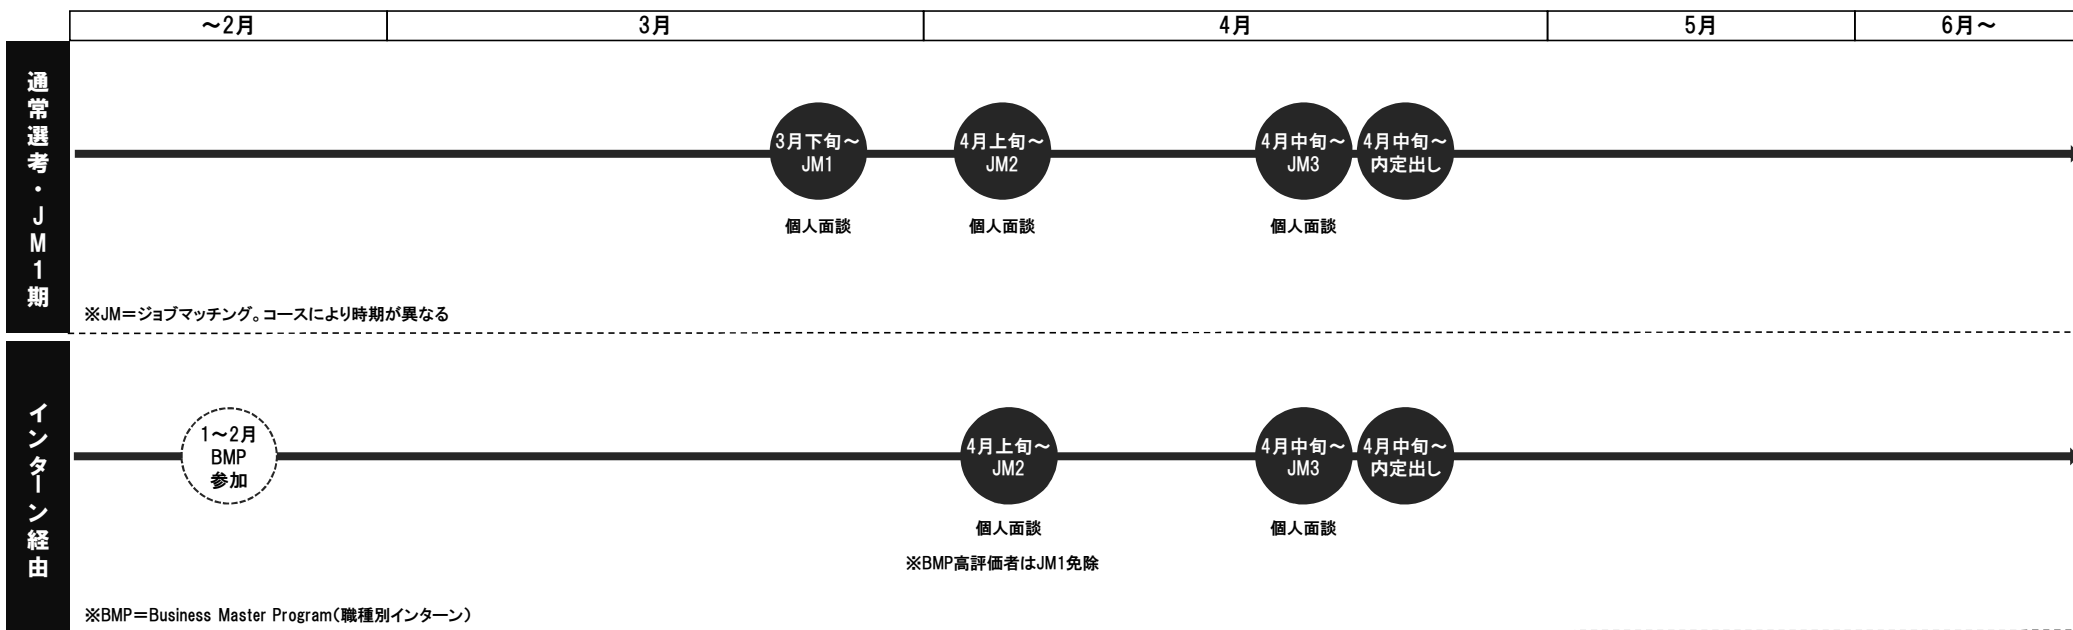 ～2月
3月
4月
5月
6月～
通常選考・JM1期
3月下旬～
JM1
4月上旬～
JM2
4月中旬～
JM3
4月中旬～
内定出し
個人面談
個人面談
個人面談
※JM＝ジョブマッチング。コースにより時期が異なる
インターン経由
1～2月
BMP
参加
4月上旬～
JM2
4月中旬～
JM3
4月中旬～
内定出し
個人面談
個人面談
※BMP高評価者はJM1免除
※BMP＝Business Master Program（職種別インターン）